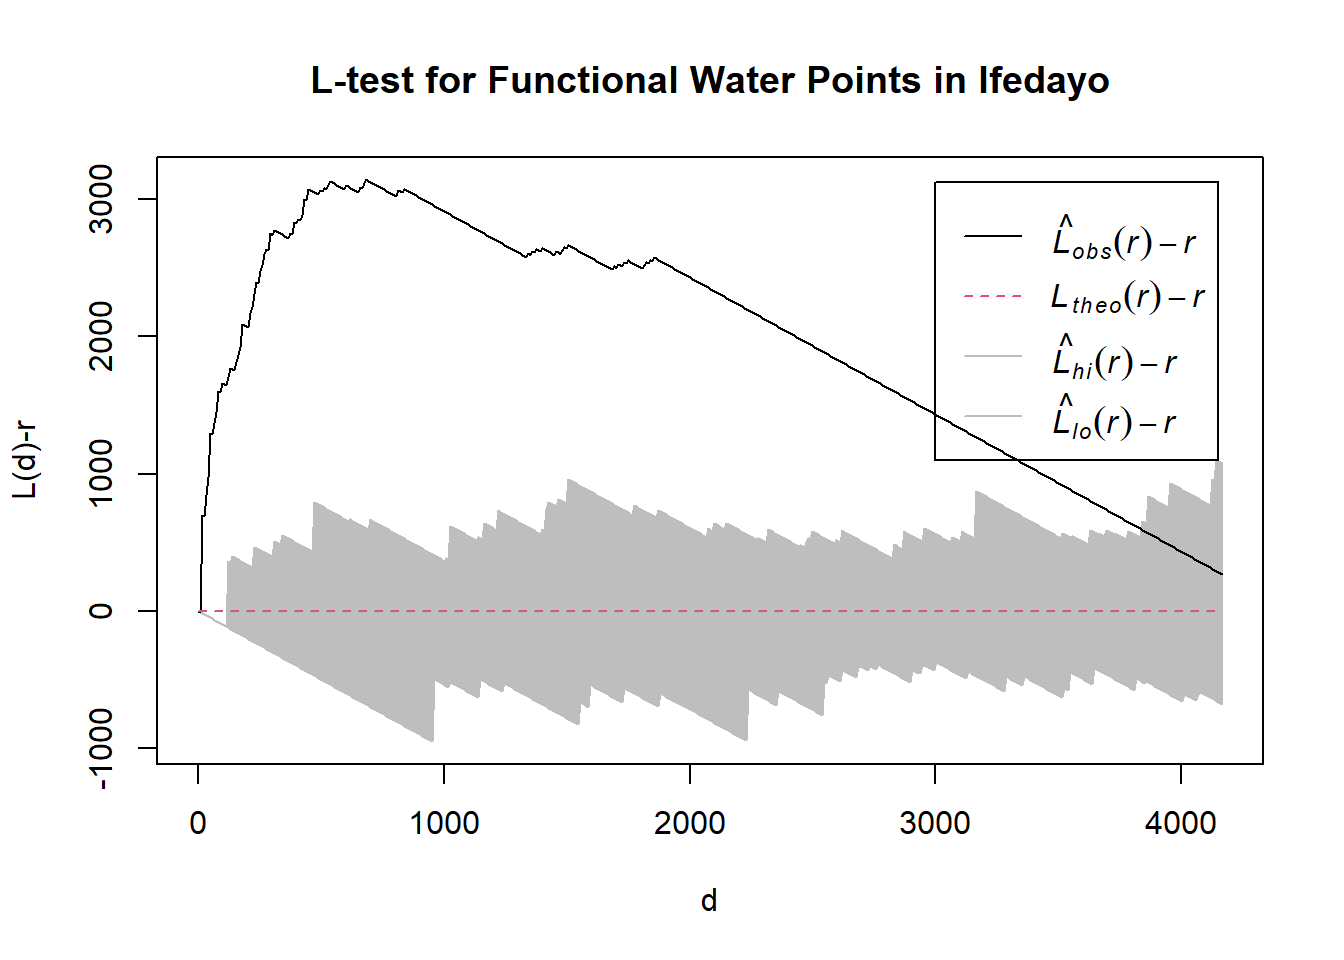 L-test for Functional Water Points in Ifedayo
L(d)-r
3000
2000
1000
0
-1000
L̂obs(r) – r
Ltheo(r) – r
L̂hi(r) – r
L̂lo(r) – r
0 1000 2000 3000 4000
d